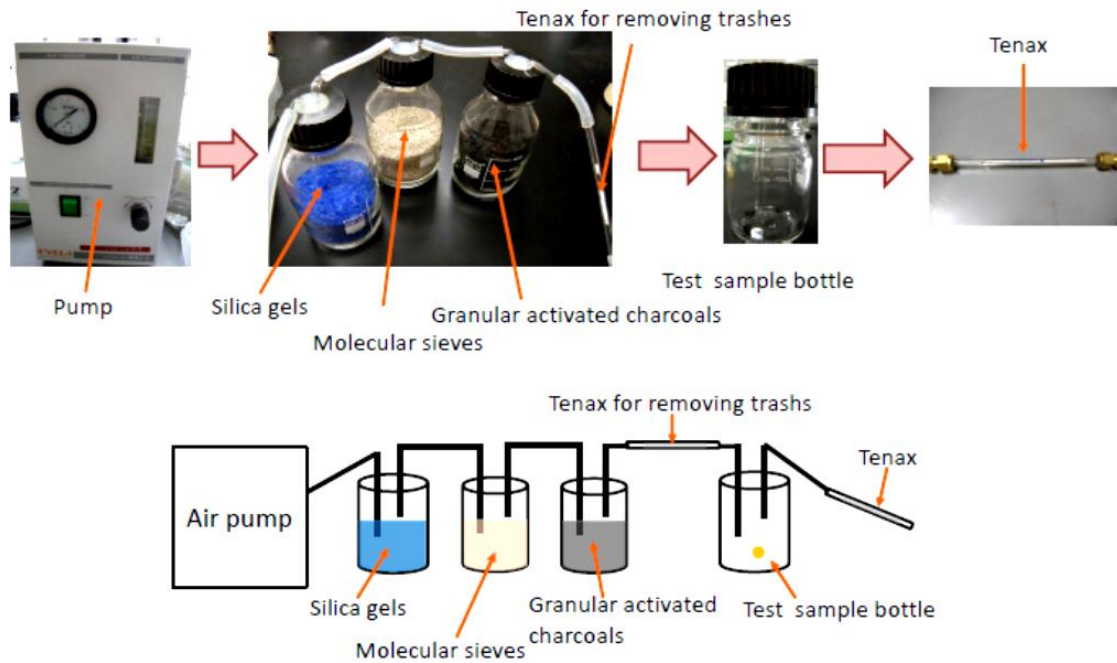 Tenax for removing trashes
Tenax
Pump
Silica gels
Molecular sieves
Granular activated charcoals
Test sample bottle
Tenax for removing trashs
Tenax
Air pump
Silica gels
Molecular sieves
Granular activated
charcoals
Test sample bottle